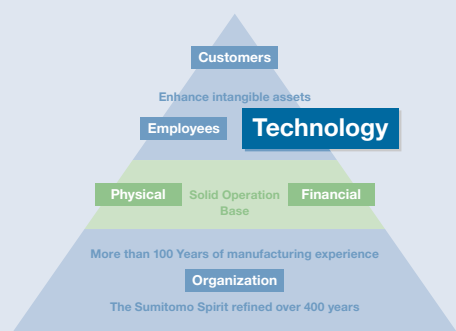 Customers
Enhance intangible assets
Employees
Technology
Physical
Solid Operation
Base
Financial
More than 100 Years of manufacturing experience
Organization
The Sumitomo Spirit refined over 400 years